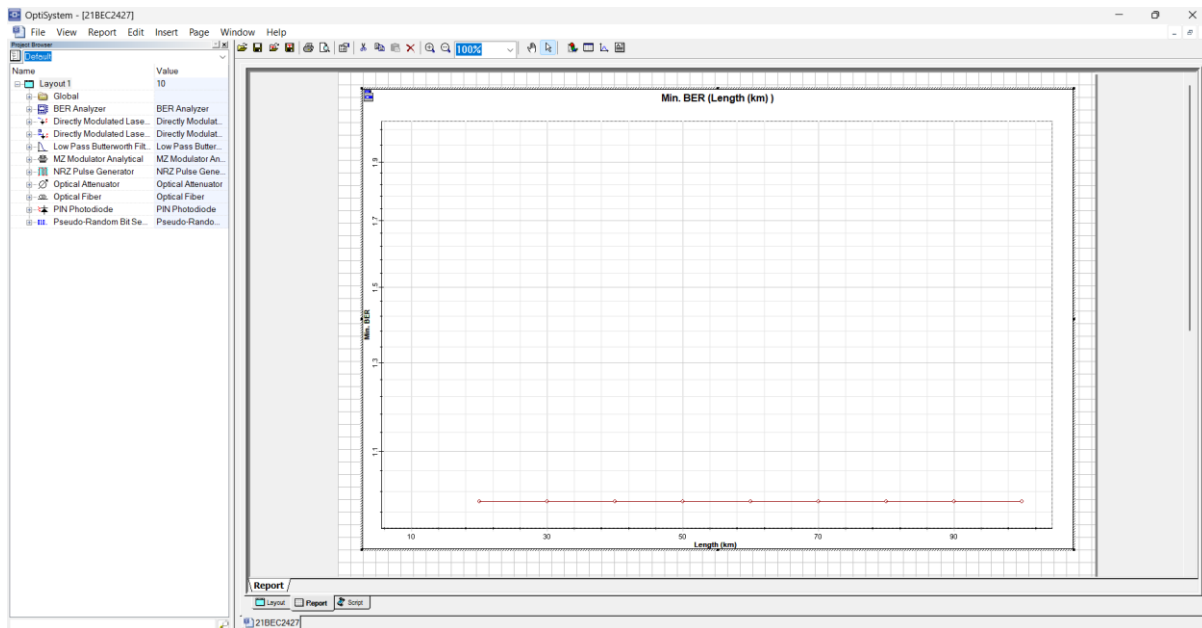 OptiSystem - [21BEC2427]
File View Report Edit Insert Page Window Help
Project Browser
Default
100%
Name Value
Layout 1 10
Global
BER Analyzer BER Analyzer
Directly Modulated Lase... Directly Modulat...
Directly Modulated Lase... Directly Modulat...
Low Pass Butterworth Filt... Low Pass Butter...
MZ Modulator Analytical MZ Modulator An...
NRZ Pulse Generator NRZ Pulse Gene...
Optical Attenuator Optical Attenuator
Optical Fiber Optical Fiber
PIN Photodiode PIN Photodiode
Pseudo-Random Bit Se... Pseudo-Rando...
Min. BER (Length (km) )
1.9
1.7
1.5
Min. BER
1.3
1.1
10 30 50 70 90
Length (km)
Report
Layout Report Script
21BEC2427